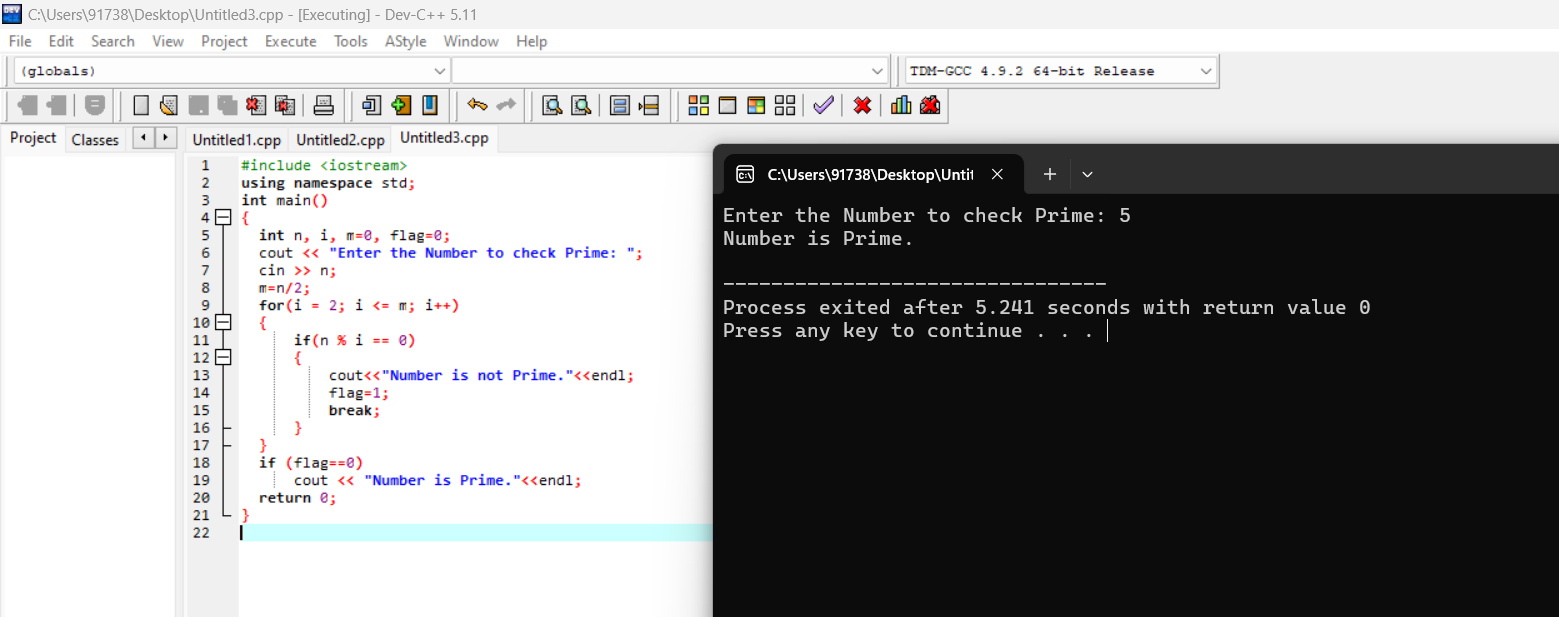 C:\Users\91738\Desktop\Untitled3.cpp - [Executing] - Dev-C++ 5.11
File Edit Search View Project Execute Tools AStyle Window Help
(globals)
TDM-GCC 4.9.2 64-bit Release
Project Classes Untitled1.cpp Untitled2.cpp Untitled3.cpp
1 #include <iostream>
2 using namespace std;
3 int main()
4 {
5 int n, i, m=0, flag=0;
6 cout << "Enter the Number to check Prime: ";
7 cin >> n;
8 m=n/2;
9 for(i = 2; i <= m; i++)
10 {
11 if(n % i == 0)
12 {
13 cout<<"Number is not Prime."<<endl;
14 flag=1;
15 break;
16 }
17 }
18 if (flag==0)
19 cout << "Number is Prime."<<endl;
20 return 0;
21 }
22
C:\Users\91738\Desktop\Untit
Enter the Number to check Prime: 5
Number is Prime.
--------------------------------
Process exited after 5.241 seconds with return value 0
Press any key to continue . . .